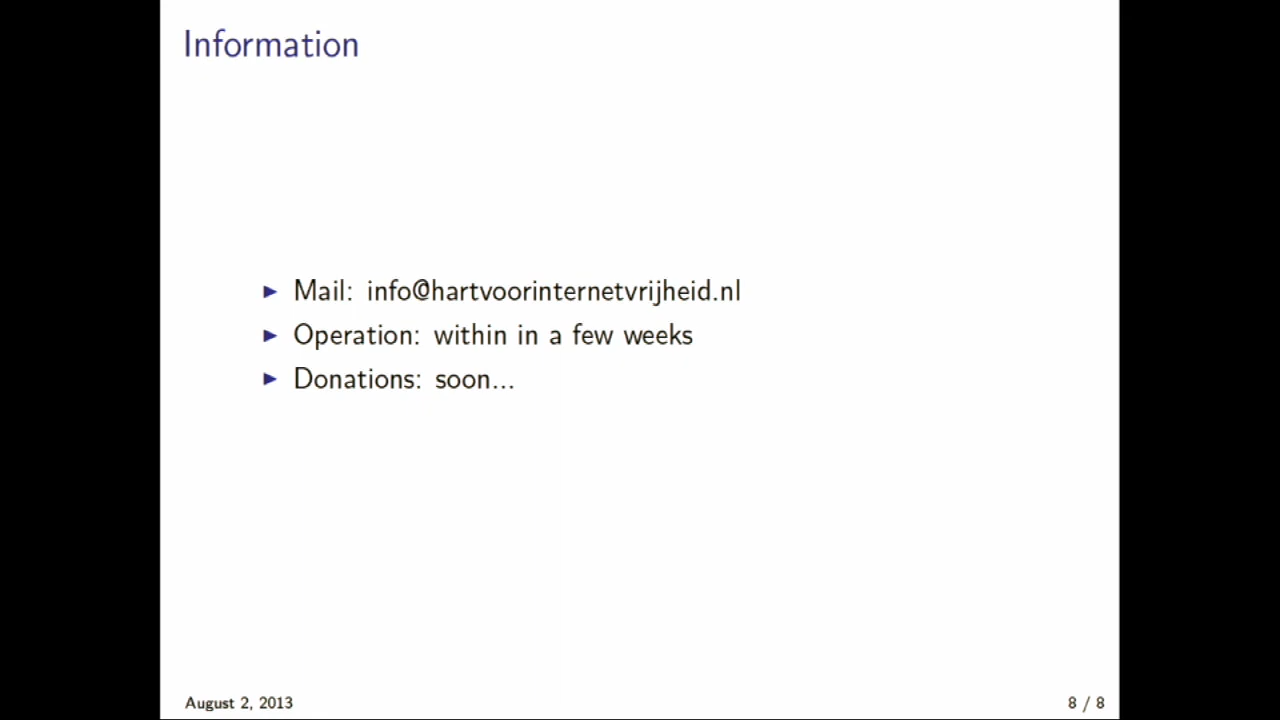 Information
▶ Mail: info@hartvoorinternetvrijheid.nl
▶ Operation: within in a few weeks
▶ Donations: soon...
August 2, 2013
8 / 8